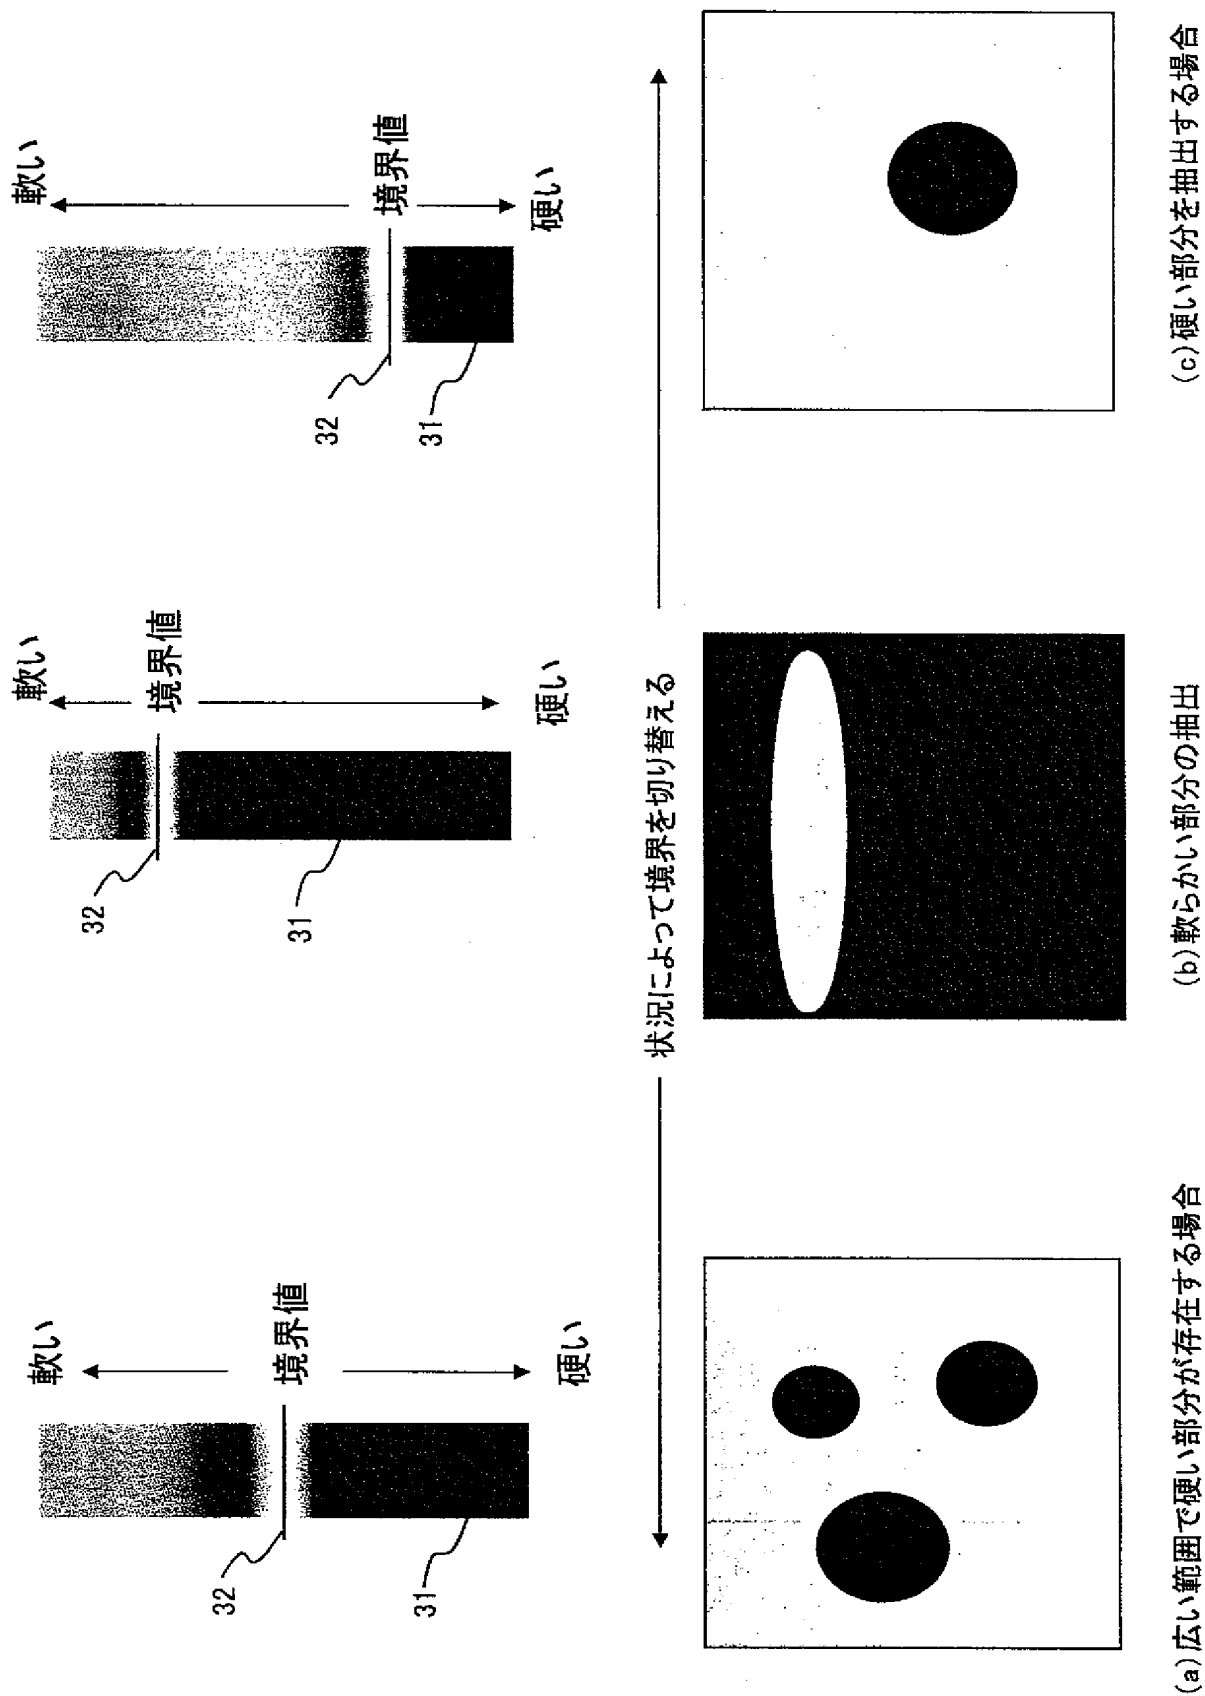 軟い
境界値
硬い
32
31
軟い
境界値
硬い
32
31
軟い
境界値
硬い
32
31
状況によって境界を切り替える
(a)広い範囲で硬い部分が存在する場合
(b)軟らかい部分の抽出
(c)硬い部分を抽出する場合